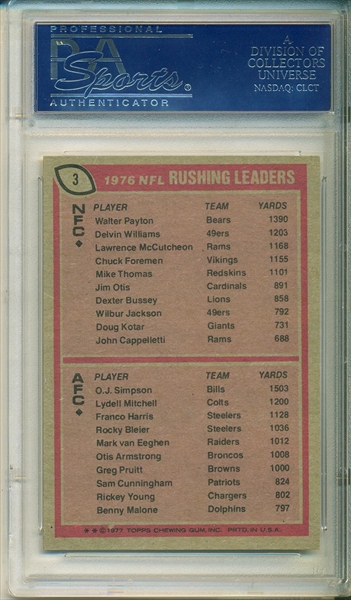 PROFESSIONAL
PSA
Sports ®
AUTHENTICATOR
A
DIVISION OF
COLLECTORS
UNIVERSE
NASDAQ: CLCT
3 1976 NFL RUSHING LEADERS
NFC PLAYER TEAM YARDS
Walter Payton Bears 1390
Delvin Williams 49ers 1203
Lawrence McCutcheon Rams 1168
Chuck Foremen Vikings 1155
Mike Thomas Redskins 1101
Jim Otis Cardinals 891
Dexter Bussey Lions 858
Wilbur Jackson 49ers 792
Doug Kotar Giants 731
John Cappelletti Rams 688
AFC PLAYER TEAM YARDS
O.J. Simpson Bills 1503
Lydell Mitchell Colts 1200
Franco Harris Steelers 1128
Rocky Bleier Steelers 1036
Mark van Eeghen Raiders 1012
Otis Armstrong Broncos 1008
Greg Pruitt Browns 1000
Sam Cunningham Patriots 824
Rickey Young Chargers 802
Benny Malone Dolphins 797
★★©1977 TOPPS CHEWING GUM, INC. PRTD. IN U.S.A.